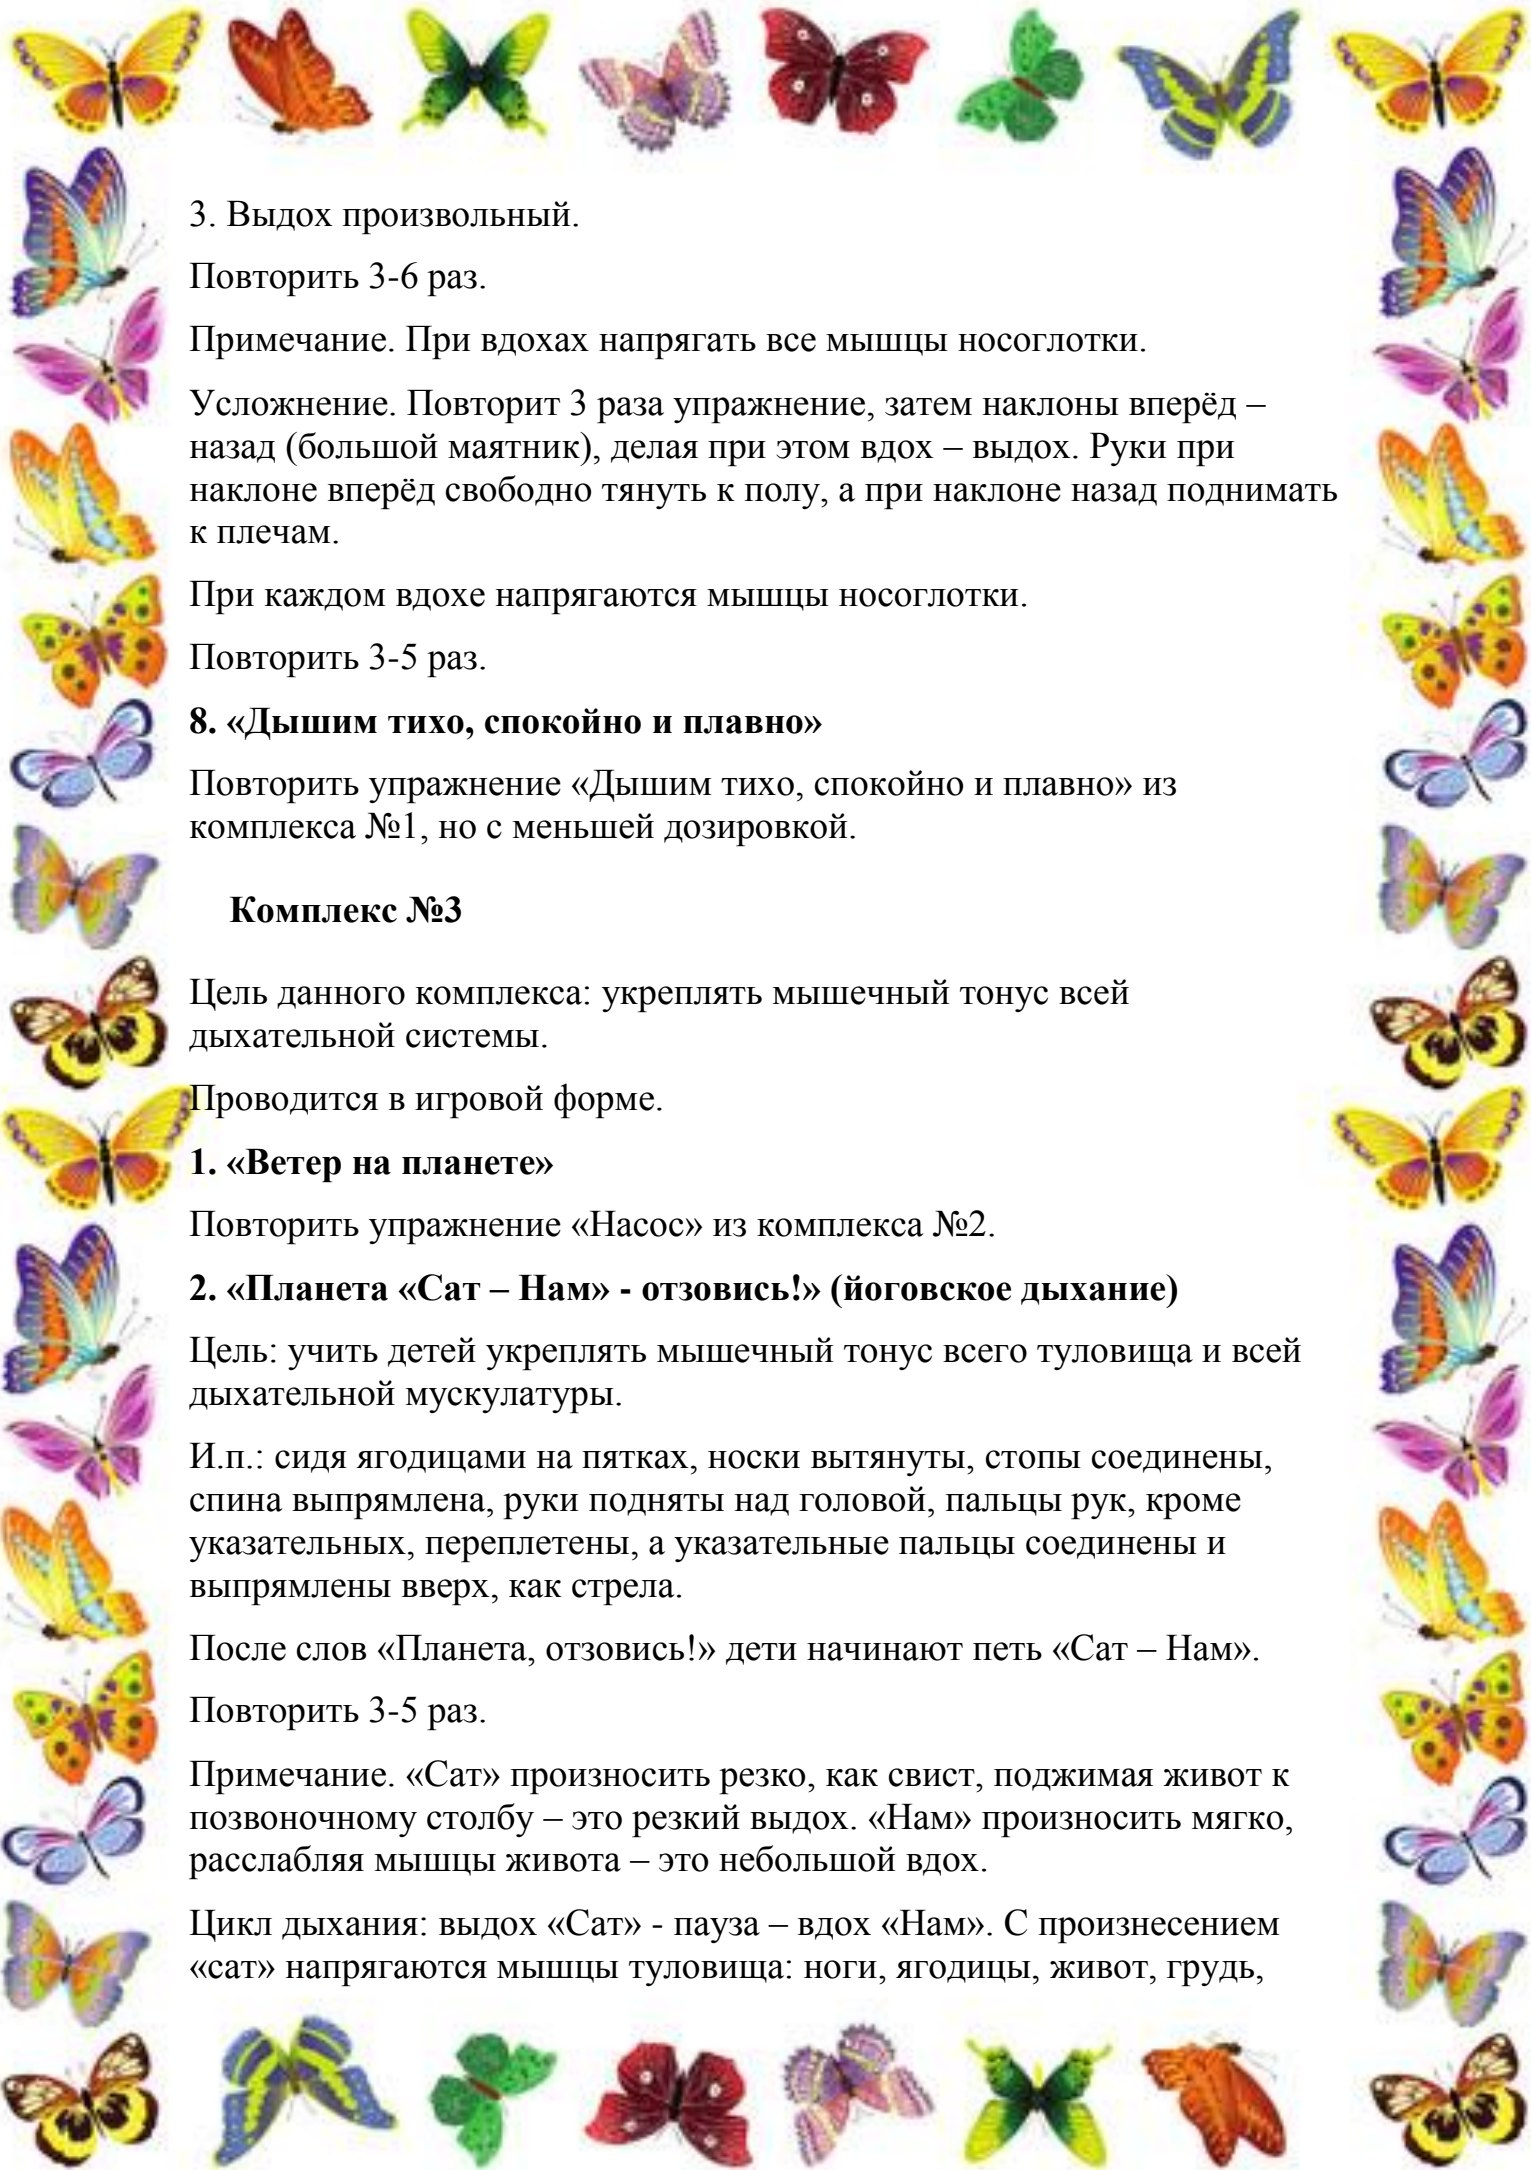 3. Выдох произвольный.
Повторить 3-6 раз.
Примечание. При вдохах напрягать все мышцы носоглотки.
Усложнение. Повторит 3 раза упражнение, затем наклоны вперёд –
назад (большой маятник), делая при этом вдох – выдох. Руки при
наклоне вперёд свободно тянуть к полу, а при наклоне назад поднимать
к плечам.
При каждом вдохе напрягаются мышцы носоглотки.
Повторить 3-5 раз.
8. «Дышим тихо, спокойно и плавно»
Повторить упражнение «Дышим тихо, спокойно и плавно» из
комплекса №1, но с меньшей дозировкой.
Комплекс №3
Цель данного комплекса: укреплять мышечный тонус всей
дыхательной системы.
Проводится в игровой форме.
1. «Ветер на планете»
Повторить упражнение «Насос» из комплекса №2.
2. «Планета «Сат – Нам» - отзовись!» (йоговское дыхание)
Цель: учить детей укреплять мышечный тонус всего туловища и всей
дыхательной мускулатуры.
И.п.: сидя ягодицами на пятках, носки вытянуты, стопы соединены,
спина выпрямлена, руки подняты над головой, пальцы рук, кроме
указательных, переплетены, а указательные пальцы соединены и
выпрямлены вверх, как стрела.
После слов «Планета, отзовись!» дети начинают петь «Сат – Нам».
Повторить 3-5 раз.
Примечание. «Сат» произносить резко, как свист, поджимая живот к
позвоночному столбу – это резкий выдох. «Нам» произносить мягко,
расслабляя мышцы живота – это небольшой вдох.
Цикл дыхания: выдох «Сат» - пауза – вдох «Нам». С произнесением
«сат» напрягаются мышцы туловища: ноги, ягодицы, живот, грудь,